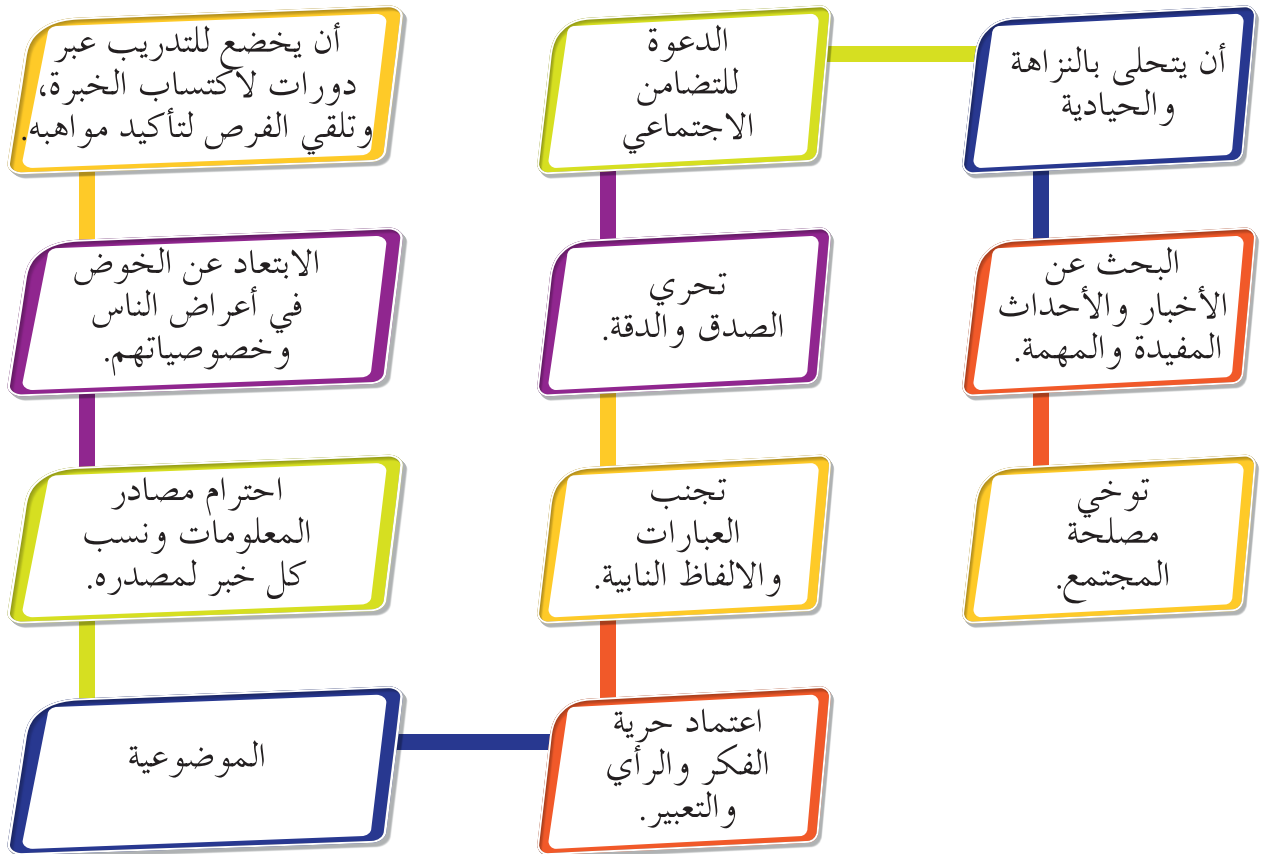 أن يتحلى بالنزاهة
والحيادية
البحث عن
الأخبار والأحداث
المفيدة والمهمة.
توخي
مصلحة
المجتمع.
الدعوة
للتضامن
الاجتماعي
تحري
الصدق والدقة.
تجنب
العبارات
والالفاظ النابية.
اعتماد حرية
الفكر والرأي
والتعبير.
أن يخضع للتدريب عبر
دورات لاكتساب الخبرة،
وتلقي الفرص لتأكيد مواهبه.
الابتعاد عن الخوض
في أعراض الناس
وخصوصياتهم.
احترام مصادر
المعلومات ونسب
كل خبر لمصدره.
الموضوعية